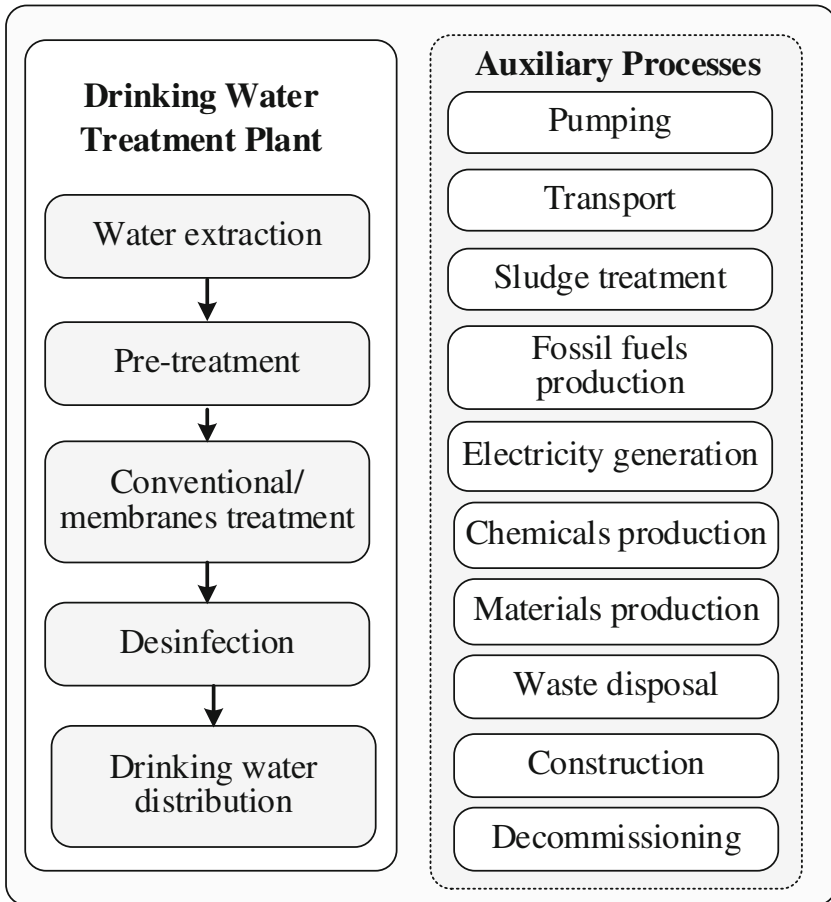 Drinking Water
Treatment Plant
Water extraction
Pre-treatment
Conventional/
membranes treatment
Desinfection
Drinking water
distribution
Auxiliary Processes
Pumping
Transport
Sludge treatment
Fossil fuels
production
Electricity generation
Chemicals production
Materials production
Waste disposal
Construction
Decommissioning